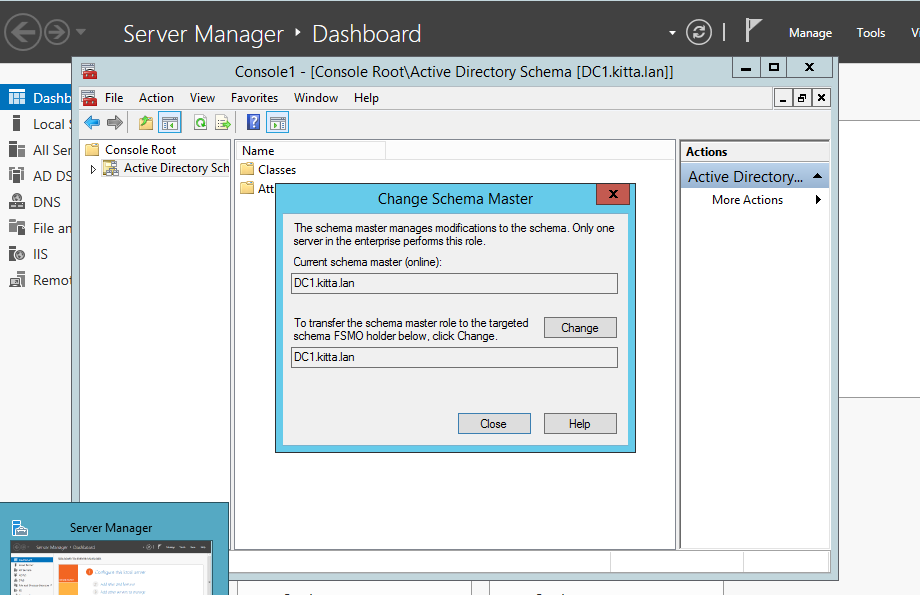 Server Manager ‣ Dashboard
Manage
Tools
Console1 - [Console Root\Active Directory Schema [DC1.kitta.lan]]
File Action View Favorites Window Help
Dashb
Local S
All Ser
AD DS
DNS
File an
IIS
Remot
Console Root
Active Directory Sch
Name
Classes
Att
Actions
Active Directory...
More Actions
Change Schema Master
The schema master manages modifications to the schema. Only one
server in the enterprise performs this role.
Current schema master (online):
DC1.kitta.lan
To transfer the schema master role to the targeted
schema FSMO holder below, click Change.
Change
DC1.kitta.lan
Close
Help
Server Manager